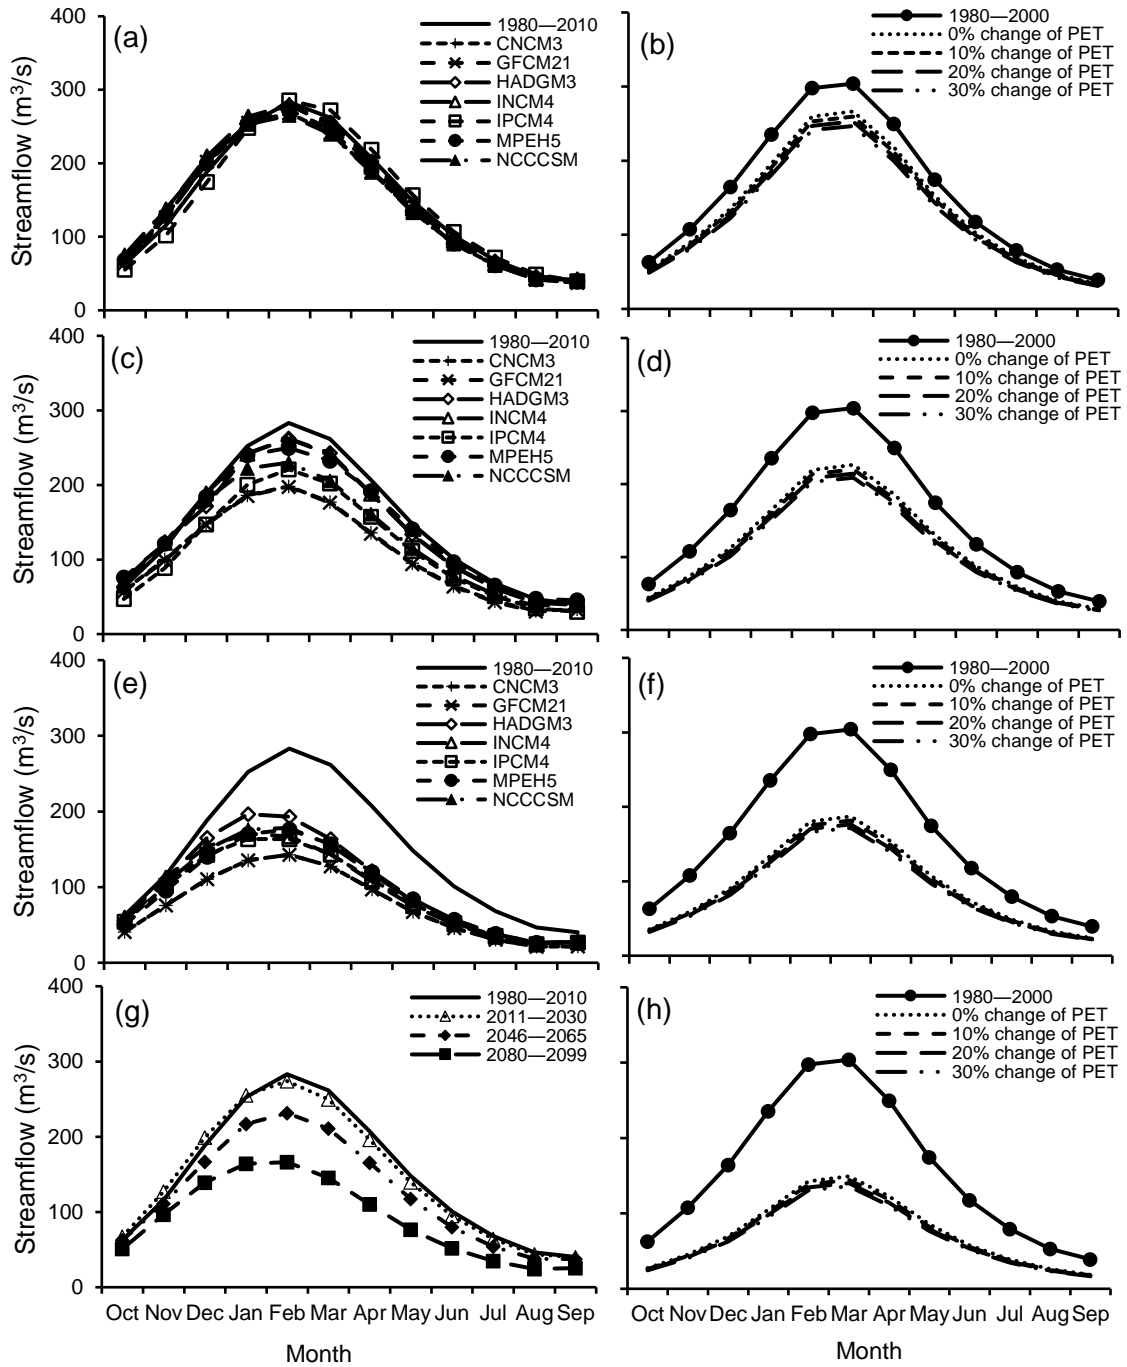 (a)
400
300
200
100
0
Streamflow (m³/s)
1980—2010
CNCM3
GFCM21
HADGM3
INCM4
IPCM4
MPEH5
NCCCSM
(b)
1980—2000
0% change of PET
10% change of PET
20% change of PET
30% change of PET
(c)
400
300
200
100
0
Streamflow (m³/s)
1980—2010
CNCM3
GFCM21
HADGM3
INCM4
IPCM4
MPEH5
NCCCSM
(d)
1980—2000
0% change of PET
10% change of PET
20% change of PET
30% change of PET
(e)
400
300
200
100
0
Streamflow (m³/s)
1980—2010
CNCM3
GFCM21
HADGM3
INCM4
IPCM4
MPEH5
NCCCSM
(f)
1980—2000
0% change of PET
10% change of PET
20% change of PET
30% change of PET
(g)
400
300
200
100
0
Streamflow (m³/s)
1980—2010
2011—2030
2046—2065
2080—2099
Oct Nov Dec Jan Feb Mar Apr May Jun Jul Aug Sep
Month
(h)
1980—2000
0% change of PET
10% change of PET
20% change of PET
30% change of PET
Oct Nov Dec Jan Feb Mar Apr May Jun Jul Aug Sep
Month